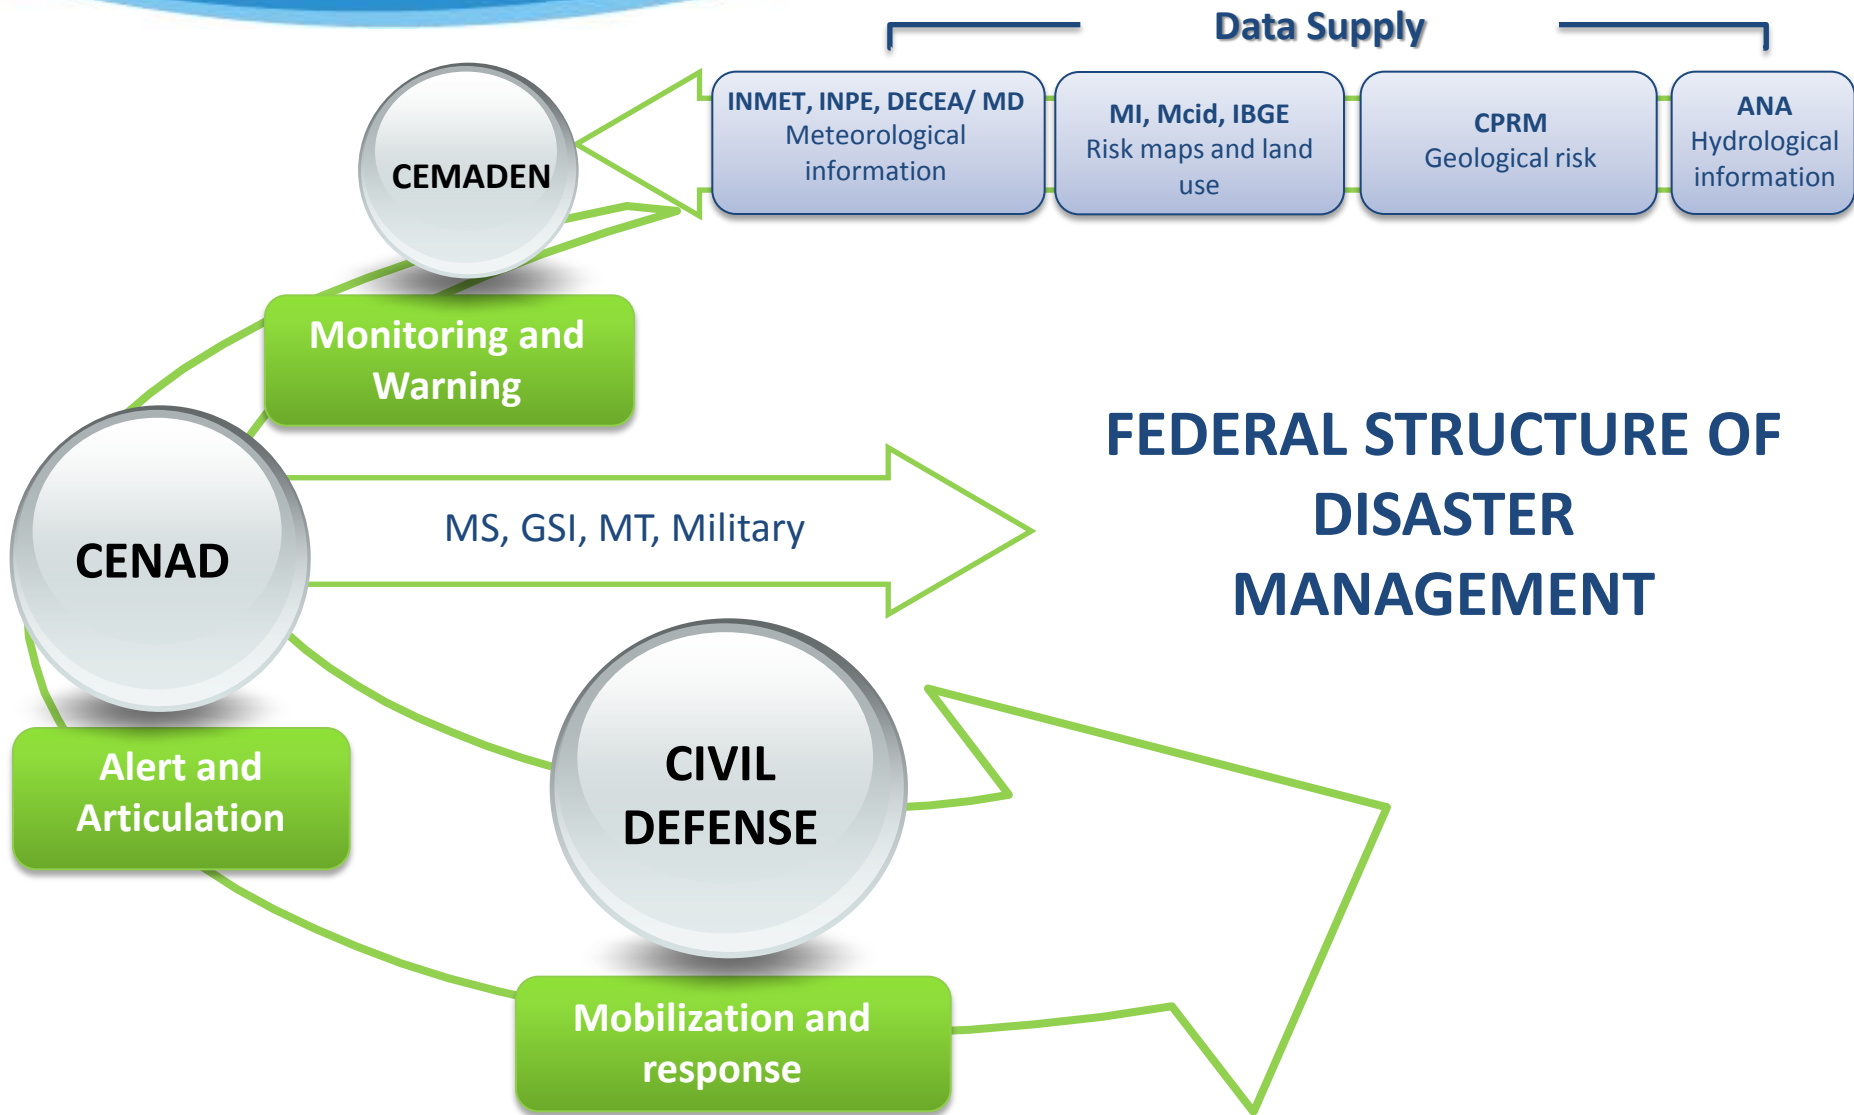 Data Supply
INMET, INPE, DECEA/ MD
Meteorological
information
MI, Mcid, IBGE
Risk maps and land
use
CPRM
Geological risk
ANA
Hydrological
information
CEMADEN
Monitoring and
Warning
FEDERAL STRUCTURE OF
DISASTER
MANAGEMENT
MS, GSI, MT, Military
CENAD
Alert and
Articulation
CIVIL
DEFENSE
Mobilization and
response